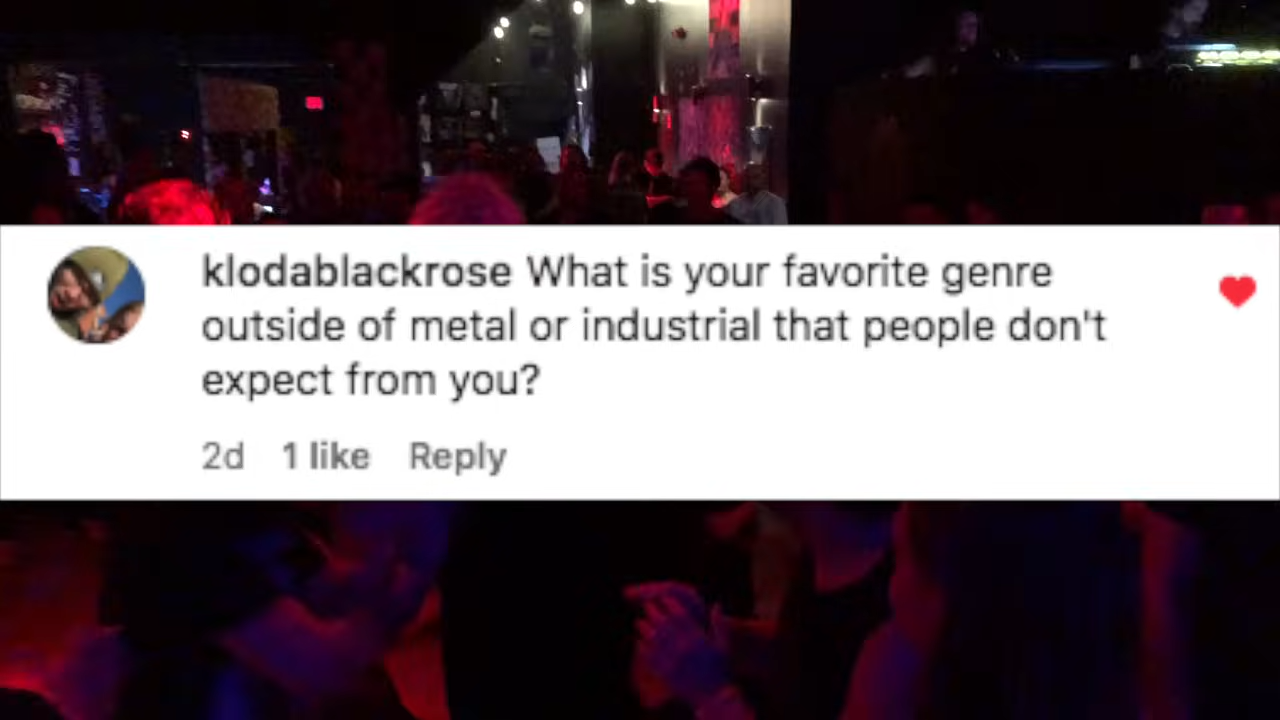 klodablackrose What is your favorite genre
outside of metal or industrial that people don't
expect from you?
2d 1 like Reply